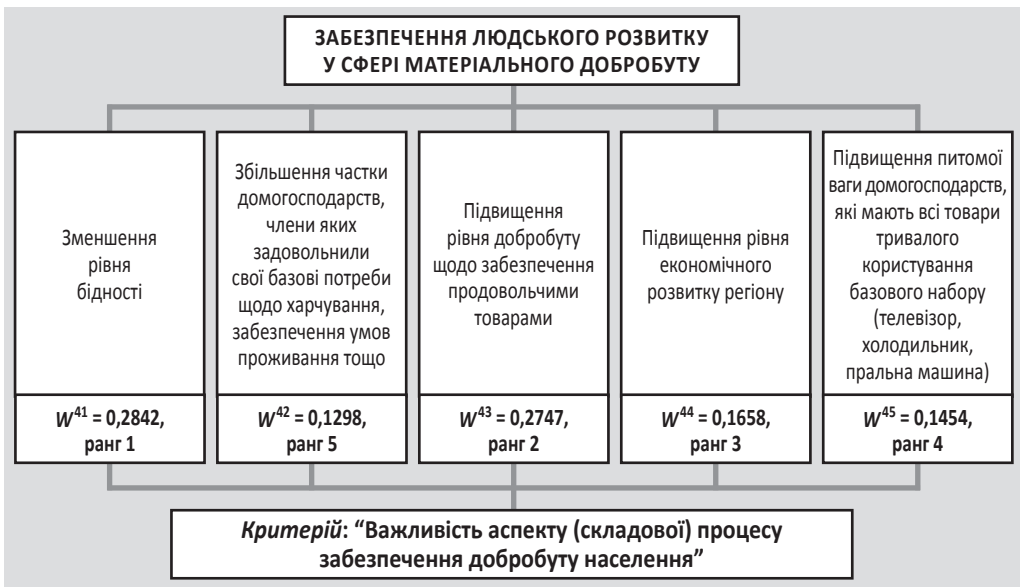 ЗАБЕЗПЕЧЕННЯ ЛЮДСЬКОГО РОЗВИТКУ
У СФЕРІ МАТЕРІАЛЬНОГО ДОБРОБУТУ
Зменшення
рівня
бідності
W⁴¹ = 0,2842,
ранг 1
Збільшення частки
домогосподарств,
члени яких
задовольнили
свої базові потреби
щодо харчування,
забезпечення умов
проживання тощо
W⁴² = 0,1298,
ранг 5
Підвищення
рівня добробуту
щодо забезпечення
продовольчими
товарами
W⁴³ = 0,2747,
ранг 2
Підвищення рівня
економічного
розвитку регіону
W⁴⁴ = 0,1658,
ранг 3
Підвищення питомої
ваги домогосподарств,
які мають всі товари
тривалого
користування
базового набору
(телевізор,
холодильник,
пральна машина)
W⁴⁵ = 0,1454,
ранг 4
Критерій: “Важливість аспекту (складової) процесу
забезпечення добробуту населення”